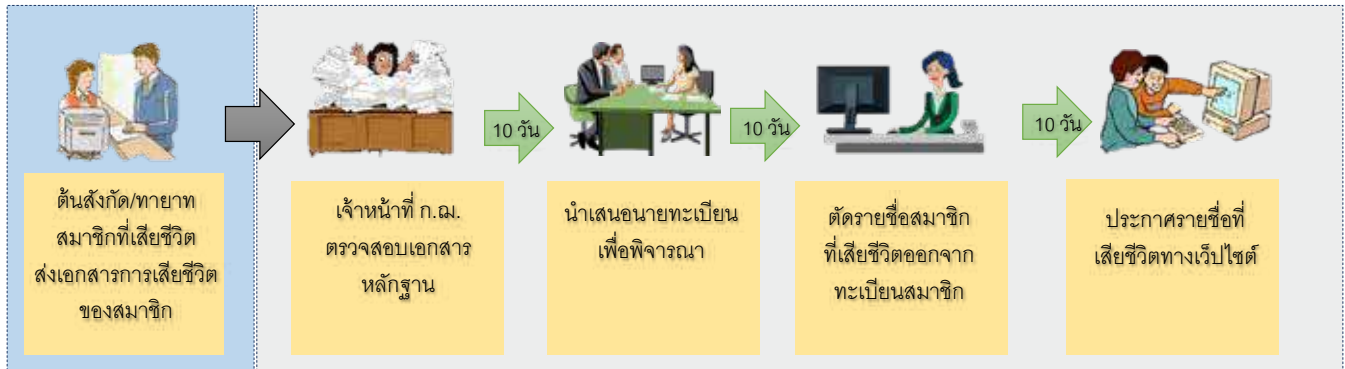 10 วัน
10 วัน
10 วัน
ต้นสังกัด/ทายาท
สมาชิกที่เสียชีวิต
ส่งเอกสารการเสียชีวิต
ของสมาชิก
เจ้าหน้าที่ ก.ฌ.
ตรวจสอบเอกสาร
หลักฐาน
นำเสนอนายทะเบียน
เพื่อพิจารณา
ตัดรายชื่อสมาชิก
ที่เสียชีวิตออกจาก
ทะเบียนสมาชิก
ประกาศรายชื่อที่
เสียชีวิตทางเว็ปไซต์